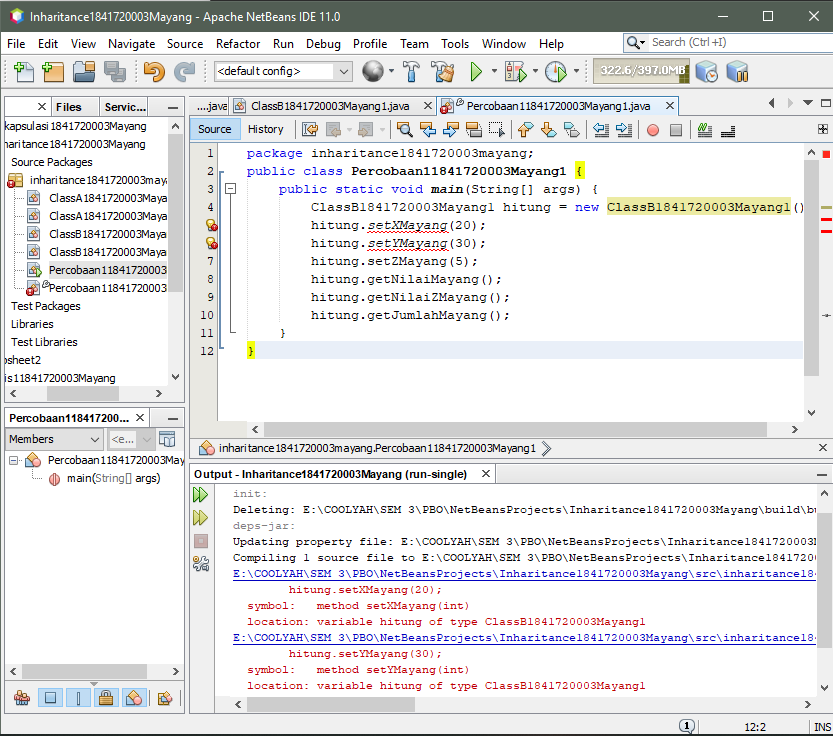 Inharitance1841720003Mayang - Apache NetBeans IDE 11.0
File Edit View Navigate Source Refactor Run Debug Profile Team Tools Window Help
Search (Ctrl+I)
<default config>
322.6/397.0MB
Files Servic...
....java ClassB1841720003Mayang1.java Percobaan11841720003Mayang1.java
Source History
kapsulasi1841720003Mayang
haritance1841720003Mayang
Source Packages
inharitance1841720003maya
ClassA1841720003Maya
ClassA1841720003Maya
ClassB1841720003Maya
ClassB1841720003Maya
Percobaan11841720003
Percobaan11841720003
Test Packages
Libraries
Test Libraries
bsheet2
is11841720003Mayang
1 package inharitance1841720003mayang;
2 public class Percobaan11841720003Mayang1 {
3 public static void main(String[] args) {
4 ClassB1841720003Mayang1 hitung = new ClassB1841720003Mayang1()
hitung.setXMayang(20);
hitung.setYMayang(30);
7 hitung.setZMayang(5);
8 hitung.getNilaiMayang();
9 hitung.getNilaiZMayang();
10 hitung.getJumlahMayang();
11 }
12 }
inharitance1841720003mayang.Percobaan11841720003Mayang1
Percobaan118417200...
Members <e...
Percobaan11841720003May
main(String[] args)
Output - Inharitance1841720003Mayang (run-single)
init:
Deleting: E:\COOLYAH\SEM 3\PBO\NetBeansProjects\Inharitance1841720003Mayang\build\bu
deps-jar:
Updating property file: E:\COOLYAH\SEM 3\PBO\NetBeansProjects\Inharitance1841720003M
Compiling 1 source file to E:\COOLYAH\SEM 3\PBO\NetBeansProjects\Inharitance18417200
E:\COOLYAH\SEM 3\PBO\NetBeansProjects\Inharitance1841720003Mayang\src\inharitance184
hitung.setXMayang(20);
symbol: method setXMayang(int)
location: variable hitung of type ClassB1841720003Mayang1
E:\COOLYAH\SEM 3\PBO\NetBeansProjects\Inharitance1841720003Mayang\src\inharitance184
hitung.setYMayang(30);
symbol: method setYMayang(int)
location: variable hitung of type ClassB1841720003Mayang1
1 12:2 INS